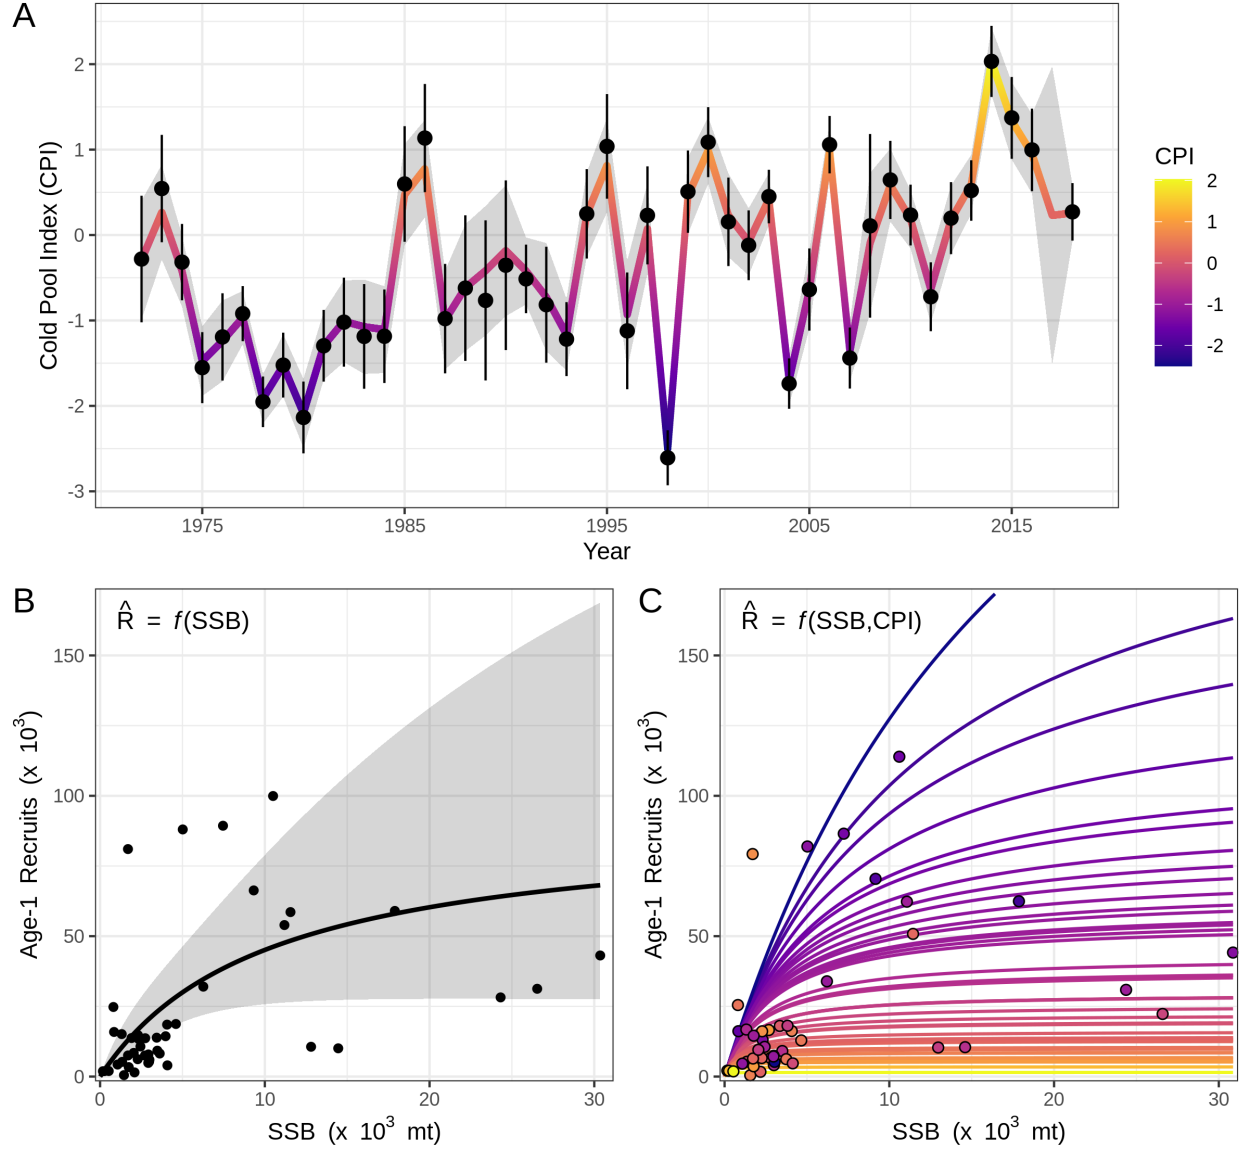 A
Cold Pool Index (CPI)
2
1
0
-1
-2
-3
1975 1985 1995 2005 2015
Year
CPI
2
1
0
-1
-2
B
R̂ = f(SSB)
Age-1 Recruits (x 10³)
150
100
50
0
0 10 20 30
SSB (x 10³ mt)
C
R̂ = f(SSB,CPI)
Age-1 Recruits (x 10³)
150
100
50
0
0 10 20 30
SSB (x 10³ mt)